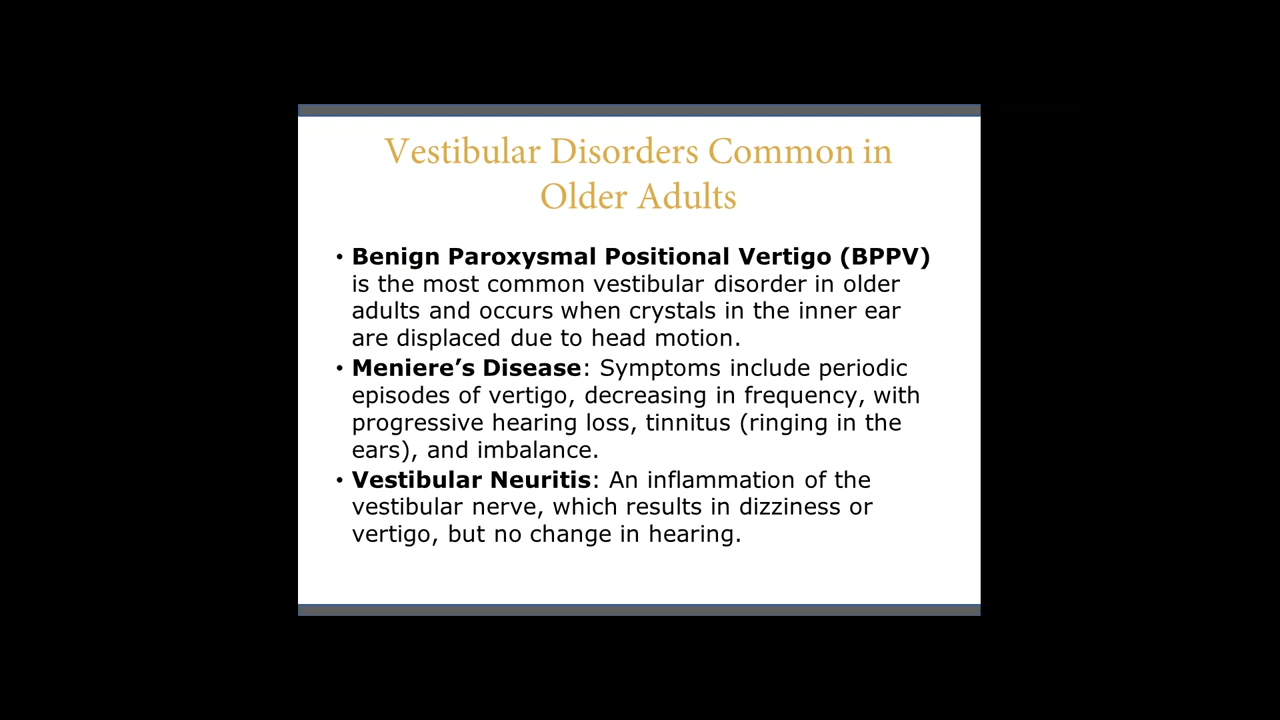 Vestibular Disorders Common in
Older Adults
• Benign Paroxysmal Positional Vertigo (BPPV)
is the most common vestibular disorder in older
adults and occurs when crystals in the inner ear
are displaced due to head motion.
• Meniere’s Disease: Symptoms include periodic
episodes of vertigo, decreasing in frequency, with
progressive hearing loss, tinnitus (ringing in the
ears), and imbalance.
• Vestibular Neuritis: An inflammation of the
vestibular nerve, which results in dizziness or
vertigo, but no change in hearing.